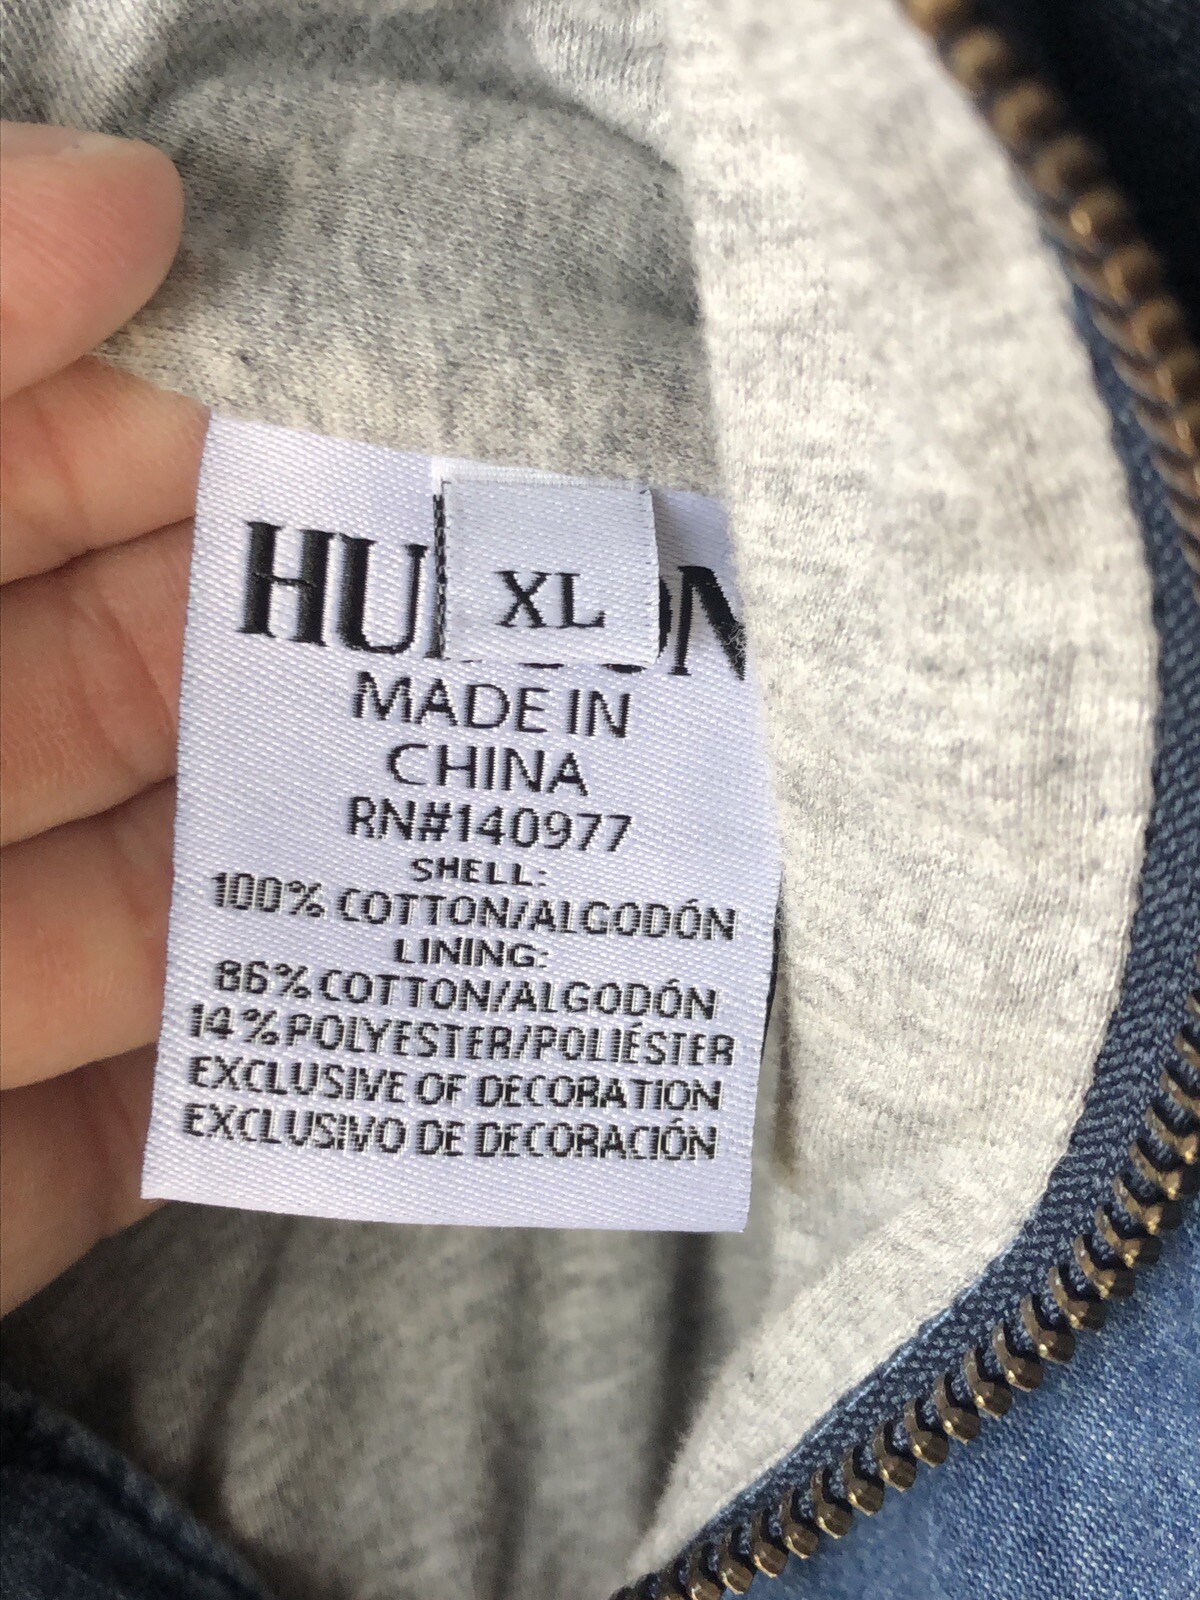 XL
MADE IN
CHINA
RN#140977
SHELL:
100% COTTON/ALGODÓN
LINING:
86% COTTON/ALGODÓN
14% POLYESTER/POLIÉSTER
EXCLUSIVE OF DECORATION
EXCLUSIVO DE DECORACIÓN